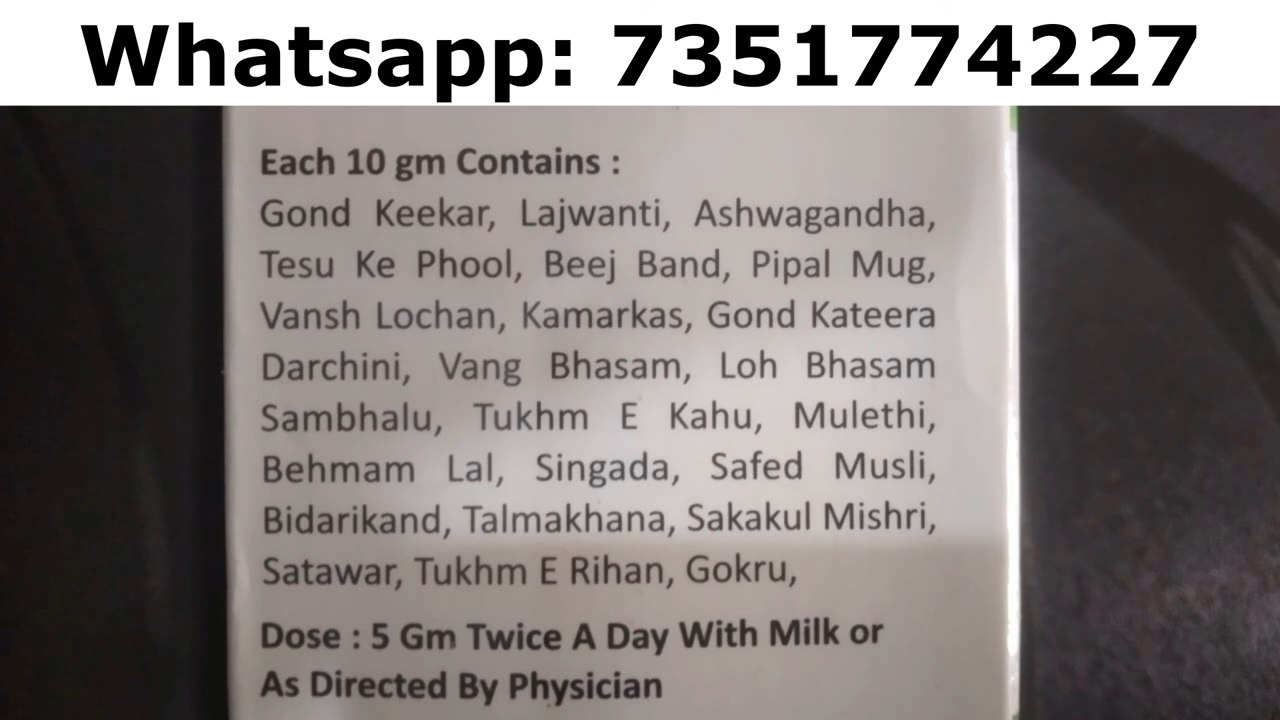 Whatsapp: 7351774227
Each 10 gm Contains :
Gond Keekar, Lajwanti, Ashwagandha,
Tesu Ke Phool, Beej Band, Pipal Mug,
Vansh Lochan, Kamarkas, Gond Kateera
Darchini, Vang Bhasam, Loh Bhasam
Sambhalu, Tukhm E Kahu, Mulethi,
Behmam Lal, Singada, Safed Musli,
Bidarikand, Talmakhana, Sakakul Mishri,
Satawar, Tukhm E Rihan, Gokru,
Dose : 5 Gm Twice A Day With Milk or
As Directed By Physician